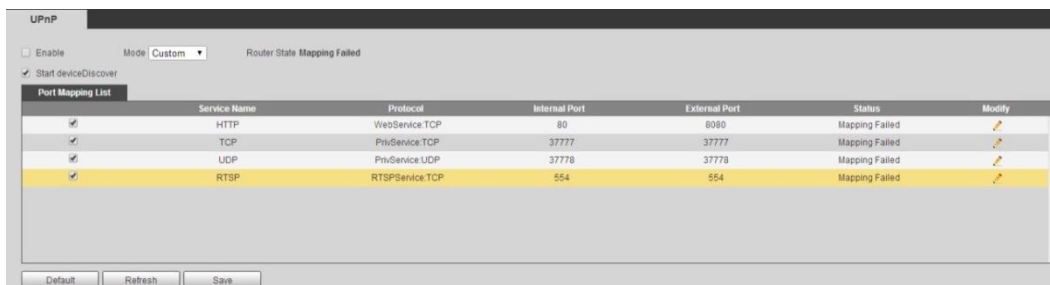 UPnP
Enable Mode Custom Router State Mapping Failed
Start deviceDiscover
Port Mapping List
Service Name Protocol Internal Port External Port Status Modify
HTTP WebService:TCP 80 8080 Mapping Failed
TCP PrivService:TCP 37777 37777 Mapping Failed
UDP PrivService:UDP 37778 37778 Mapping Failed
RTSP RTSPService:TCP 554 554 Mapping Failed
Default Refresh Save